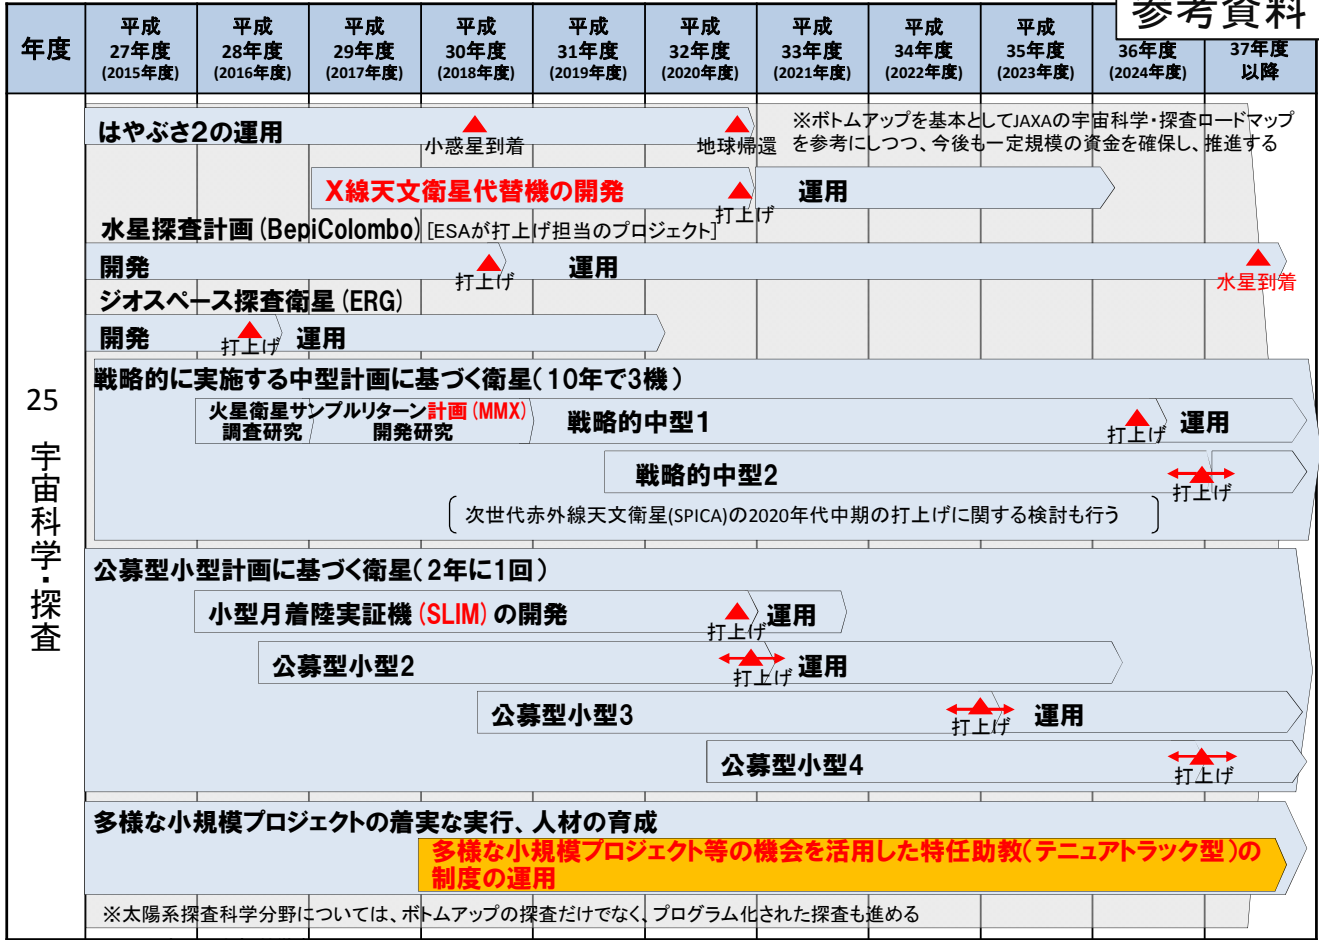 参考資料
年度
平成
27年度
(2015年度)
平成
28年度
(2016年度)
平成
29年度
(2017年度)
平成
30年度
(2018年度)
平成
31年度
(2019年度)
平成
32年度
(2020年度)
平成
33年度
(2021年度)
平成
34年度
(2022年度)
平成
35年度
(2023年度)
36年度
(2024年度)
37年度
以降
25 宇宙科学・探査
はやぶさ2の運用
小惑星到着
地球帰還
※ボトムアップを基本としてJAXAの宇宙科学・探査ロードマップ
を参考にしつつ、今後も一定規模の資金を確保し、推進する
X線天文衛星代替機の開発
打上げ
運用
水星探査計画(BepiColombo)[ESAが打上げ担当のプロジェクト]
開発
打上げ
運用
水星到着
ジオスペース探査衛星(ERG)
開発
打上げ
運用
戦略的に実施する中型計画に基づく衛星(10年で3機)
火星衛星サンプルリターン計画(MMX)
調査研究
開発研究
戦略的中型1
打上げ
運用
戦略的中型2
打上げ
次世代赤外線天文衛星(SPICA)の2020年代中期の打上げに関する検討も行う
公募型小型計画に基づく衛星(2年に1回)
小型月着陸実証機(SLIM)の開発
打上げ
運用
公募型小型2
打上げ
運用
公募型小型3
打上げ
運用
公募型小型4
打上げ
多様な小規模プロジェクトの着実な実行、人材の育成
多様な小規模プロジェクト等の機会を活用した特任助教(テニュアトラック型)の
制度の運用
※太陽系探査科学分野については、ボトムアップの探査だけでなく、プログラム化された探査も進める